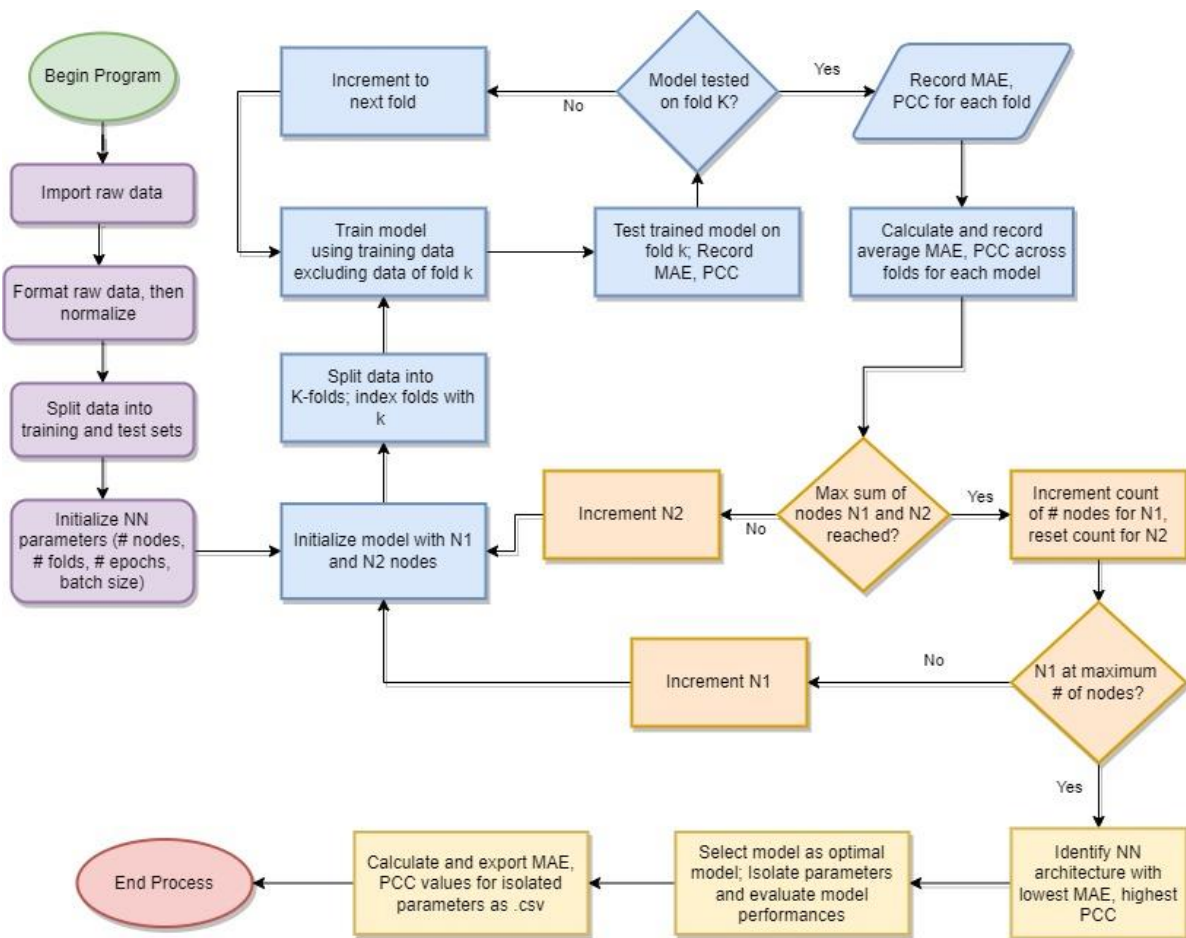 Begin Program
Import raw data
Format raw data, then
normalize
Split data into
training and test sets
Initialize NN
parameters (# nodes,
# folds, # epochs,
batch size)
Initialize model with N1
and N2 nodes
Split data into
K-folds; index folds with
k
Train model
using training data
excluding data of fold k
Test trained model on
fold k; Record
MAE, PCC
Model tested
on fold K?
No
Increment to
next fold
Yes
Record MAE,
PCC for each fold
Calculate and record
average MAE, PCC across
folds for each model
Max sum of
nodes N1 and N2
reached?
No
Increment N2
Yes
Increment count
of # nodes for N1,
reset count for N2
N1 at maximum
# of nodes?
No
Increment N1
Yes
Identify NN
architecture with
lowest MAE, highest
PCC
Select model as optimal
model; Isolate parameters
and evaluate model
performances
Calculate and export MAE,
PCC values for isolated
parameters as .csv
End Process